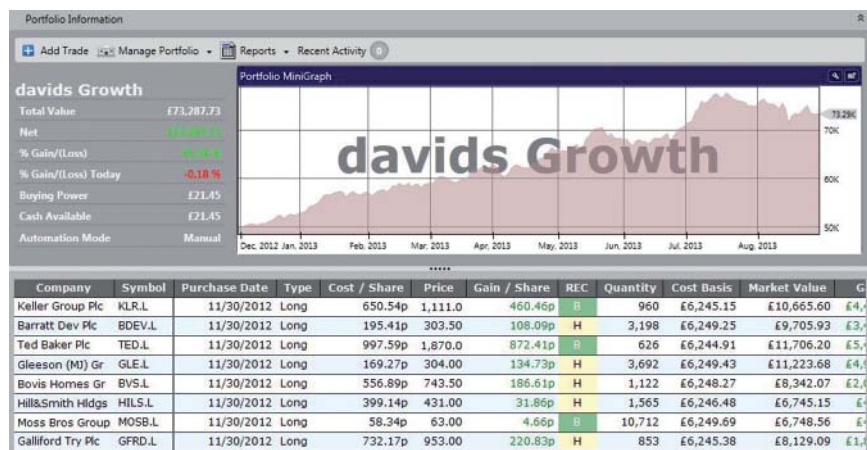 Portfolio Information
Add Trade Manage Portfolio Reports Recent Activity 0
davids Growth
Total Value £73,287.73
Net
% Gain/(Loss)
% Gain/(Loss) Today -0.18 %
Buying Power £21.45
Cash Available £21.45
Automation Mode Manual
Portfolio MiniGraph
davids Growth
73.29K
70K
60K
50K
Dec, 2012 Jan, 2013 Feb, 2013 Mar, 2013 Apr, 2013 May, 2013 Jun, 2013 Jul, 2013 Aug, 2013
Company Symbol Purchase Date Type Cost / Share Price Gain / Share REC Quantity Cost Basis Market Value G
Keller Group Plc KLR.L 11/30/2012 Long 650.54p 1,111.0 460.46p B 960 £6,245.15 £10,665.60 £4,
Barratt Dev Plc BDEV.L 11/30/2012 Long 195.41p 303.50 108.09p H 3,198 £6,249.25 £9,705.93 £3,
Ted Baker Plc TED.L 11/30/2012 Long 997.59p 1,870.0 872.41p B 626 £6,244.91 £11,706.20 £5,
Gleeson (MJ) Gr GLE.L 11/30/2012 Long 169.27p 304.00 134.73p H 3,692 £6,249.43 £11,223.68 £4,
Bovis Homes Gr BVS.L 11/30/2012 Long 556.89p 743.50 186.61p H 1,122 £6,248.27 £8,342.07 £2,
Hill&Smith Hldgs HILS.L 11/30/2012 Long 399.14p 431.00 31.86p H 1,565 £6,246.48 £6,745.15
Moss Bros Group MOSB.L 11/30/2012 Long 58.34p 63.00 4.66p B 10,712 £6,249.69 £6,748.56
Galliford Try Plc GFRD.L 11/30/2012 Long 732.17p 953.00 220.83p H 853 £6,245.38 £8,129.09 £1,